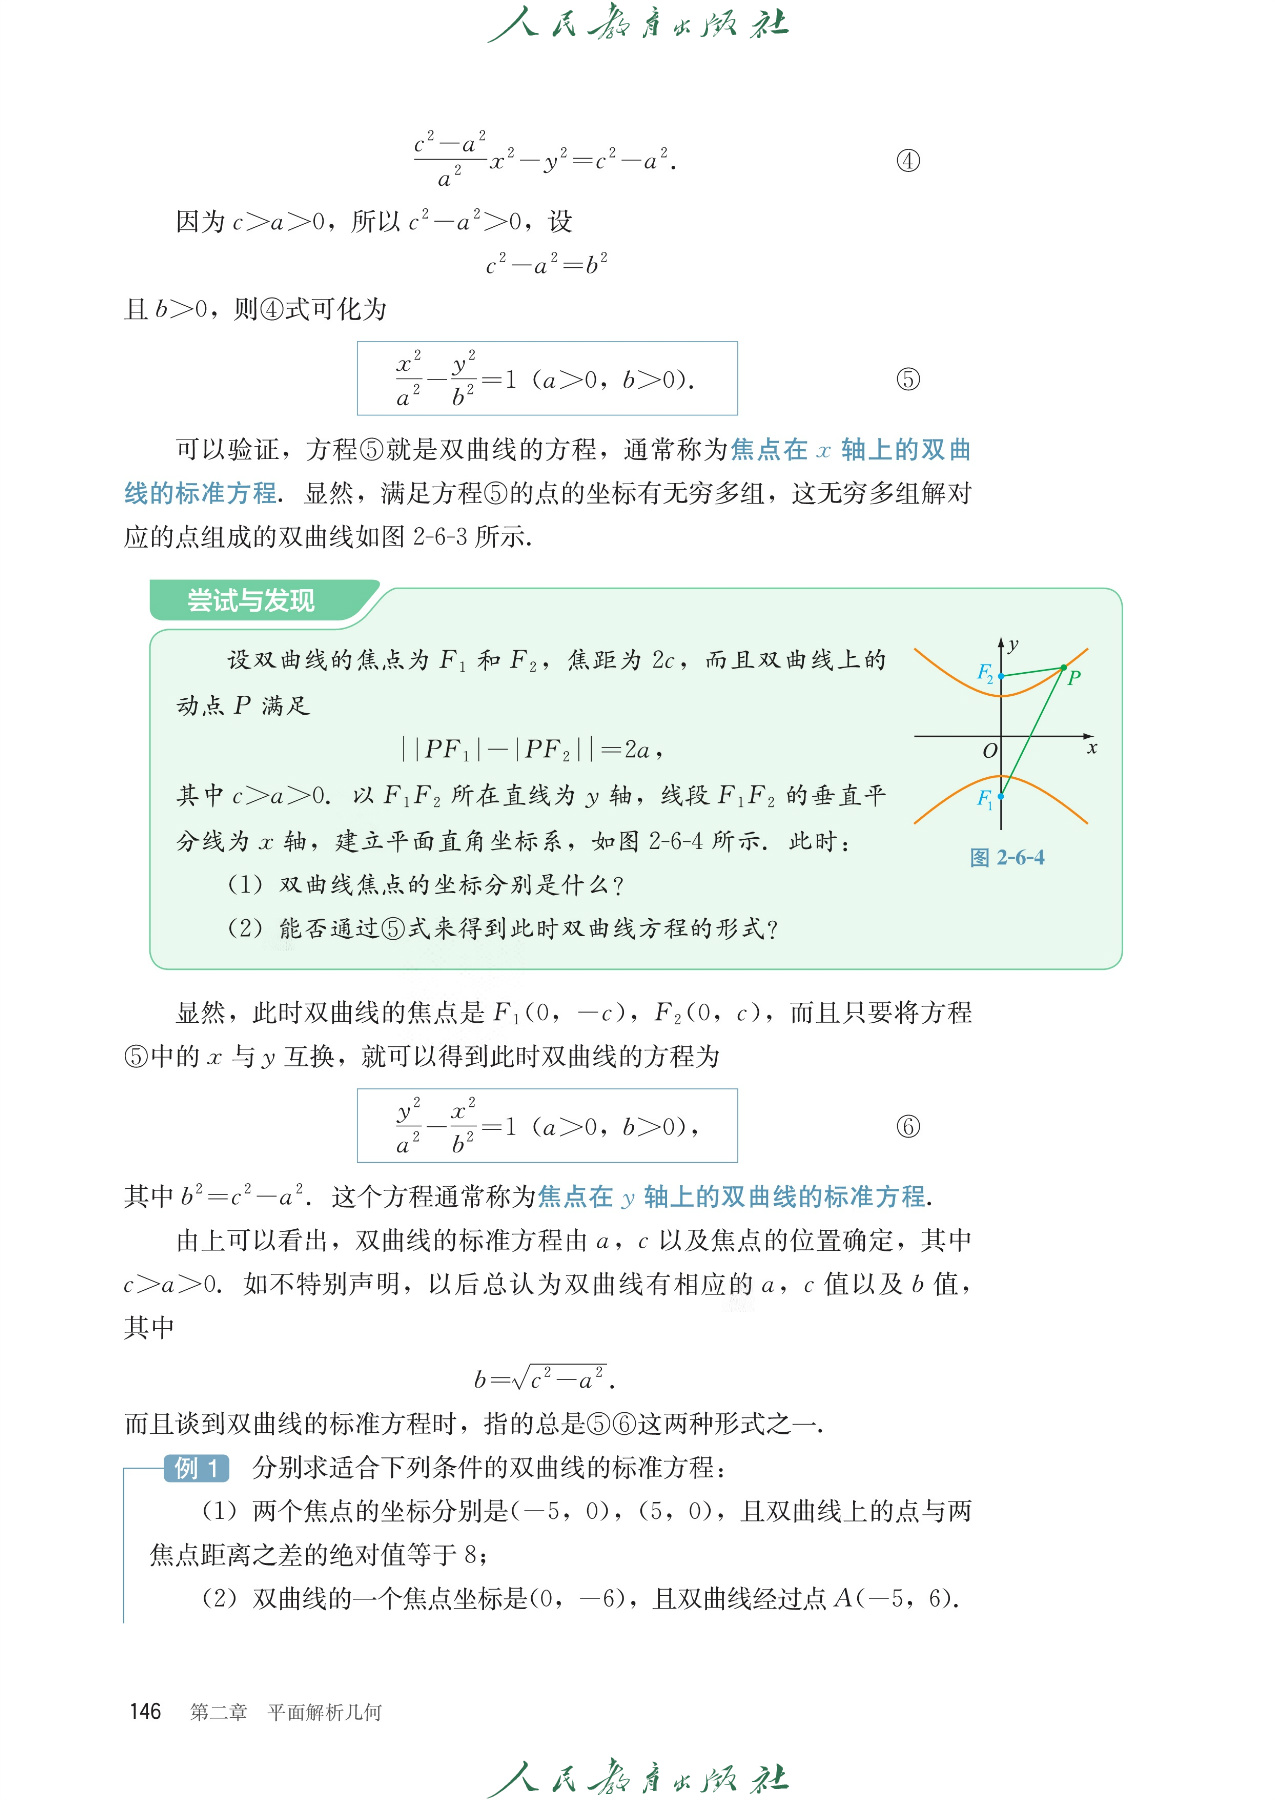 人民教育出版社
$\frac{c^2-a^2}{a^2}x^2-y^2=c^2-a^2.$ ④
因为 c>a>0，所以 c²－a²>0，设
c²－a²＝b²
且 b>0，则④式可化为
$\frac{x^2}{a^2}-\frac{y^2}{b^2}=1$（a>0，b>0）. ⑤
可以验证，方程⑤就是双曲线的方程，通常称为焦点在 x 轴上的双曲
线的标准方程．显然，满足方程⑤的点的坐标有无穷多组，这无穷多组解对
应的点组成的双曲线如图 2-6-3 所示．
尝试与发现
设双曲线的焦点为 F₁ 和 F₂，焦距为 2c，而且双曲线上的
动点 P 满足
||PF₁|－|PF₂||＝2a，
其中 c>a>0．以 F₁F₂ 所在直线为 y 轴，线段 F₁F₂ 的垂直平
分线为 x 轴，建立平面直角坐标系，如图 2-6-4 所示．此时：
（1）双曲线焦点的坐标分别是什么？
（2）能否通过⑤式来得到此时双曲线方程的形式？
y
F₂
P
O
x
F₁
图 2-6-4
显然，此时双曲线的焦点是 F₁(0，－c)，F₂(0，c)，而且只要将方程
⑤中的 x 与 y 互换，就可以得到此时双曲线的方程为
$\frac{y^2}{a^2}-\frac{x^2}{b^2}=1$（a>0，b>0）， ⑥
其中 b²＝c²－a²．这个方程通常称为焦点在 y 轴上的双曲线的标准方程．
由上可以看出，双曲线的标准方程由 a，c 以及焦点的位置确定，其中
c>a>0．如不特别声明，以后总认为双曲线有相应的 a，c 值以及 b 值，
其中
$b=\sqrt{c^2-a^2}.$
而且谈到双曲线的标准方程时，指的总是⑤⑥这两种形式之一．
例 1 分别求适合下列条件的双曲线的标准方程：
（1）两个焦点的坐标分别是(－5，0)，(5，0)，且双曲线上的点与两
焦点距离之差的绝对值等于 8；
（2）双曲线的一个焦点坐标是(0，－6)，且双曲线经过点 A(－5，6)．
146 第二章 平面解析几何
人民教育出版社